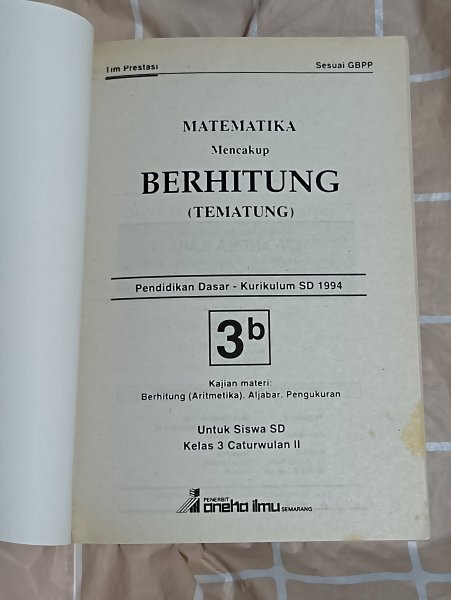 Tim Prestasi
Sesuai GBPP
MATEMATIKA
Mencakup
BERHITUNG
(TEMATUNG)
Pendidikan Dasar - Kurikulum SD 1994
3b
Kajian materi:
Berhitung (Aritmetika). Aljabar. Pengukuran
Untuk Siswa SD
Kelas 3 Caturwulan II
PENERBIT
aneka ilmu SEMARANG